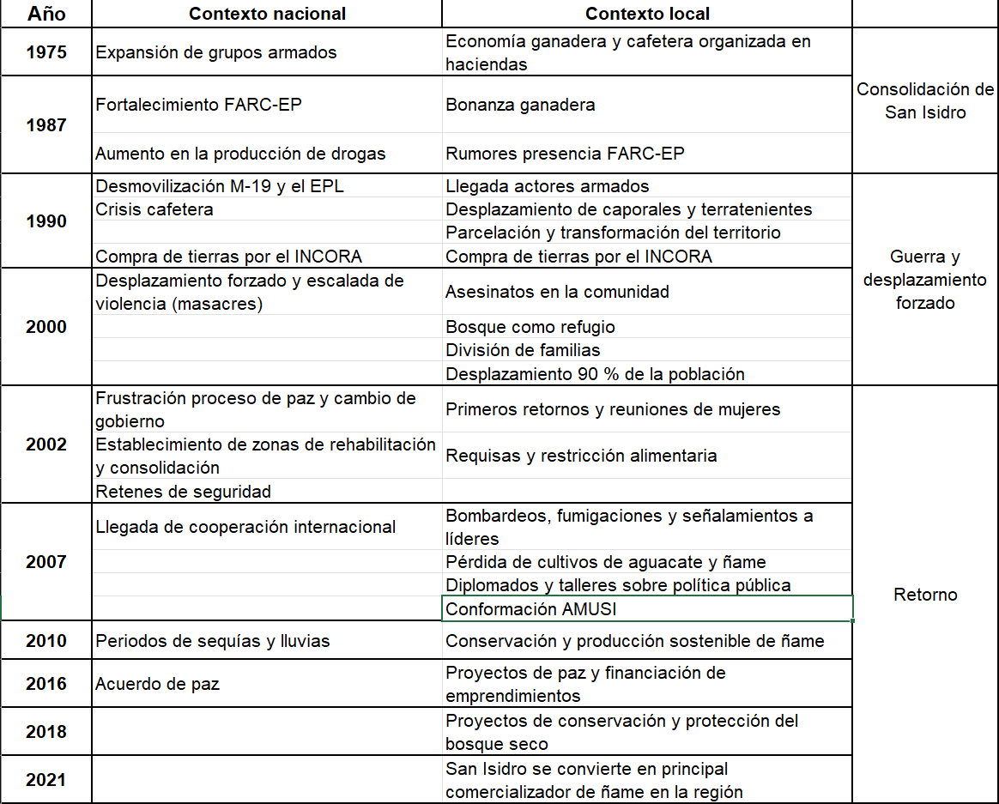 Año Contexto nacional Contexto local
1975 Expansión de grupos armados Economía ganadera y cafetera organizada en
haciendas
Consolidación de
San Isidro
1987 Fortalecimiento FARC-EP Bonanza ganadera
Aumento en la producción de drogas Rumores presencia FARC-EP
1990 Desmovilización M-19 y el EPL Llegada actores armados
Crisis cafetera Desplazamiento de caporales y terratenientes
Parcelación y transformación del territorio
Compra de tierras por el INCORA Compra de tierras por el INCORA
Guerra y
desplazamiento
forzado
2000 Desplazamiento forzado y escalada de
violencia (masacres)
Asesinatos en la comunidad
Bosque como refugio
División de familias
Desplazamiento 90 % de la población
2002 Frustración proceso de paz y cambio de
gobierno
Primeros retornos y reuniones de mujeres
Establecimiento de zonas de rehabilitación
y consolidación
Requisas y restricción alimentaria
Retenes de seguridad
2007 Llegada de cooperación internacional Bombardeos, fumigaciones y señalamientos a
líderes
Pérdida de cultivos de aguacate y ñame
Diplomados y talleres sobre política pública
Conformación AMUSI
Retorno
2010 Periodos de sequías y lluvias Conservación y producción sostenible de ñame
2016 Acuerdo de paz Proyectos de paz y financiación de
emprendimientos
2018 Proyectos de conservación y protección del
bosque seco
2021 San Isidro se convierte en principal
comercializador de ñame en la región